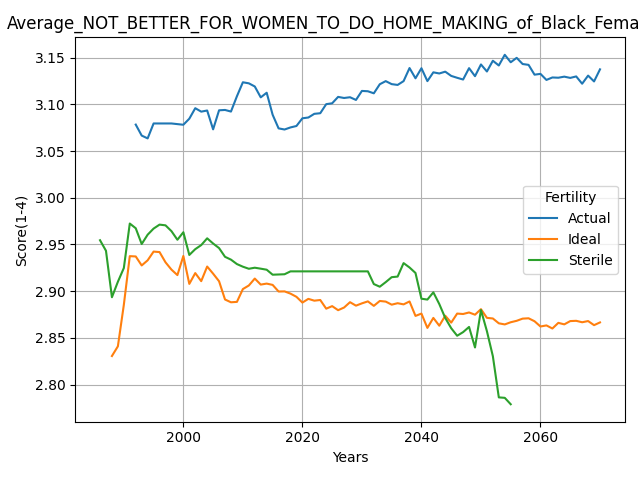 Average_NOT_BETTER_FOR_WOMEN_TO_DO_HOME_MAKING_of_Black_Fema
3.15
3.10
3.05
3.00
2.95
2.90
2.85
2.80
Score(1-4)
Fertility
Actual
Ideal
Sterile
2000
2020
2040
2060
Years